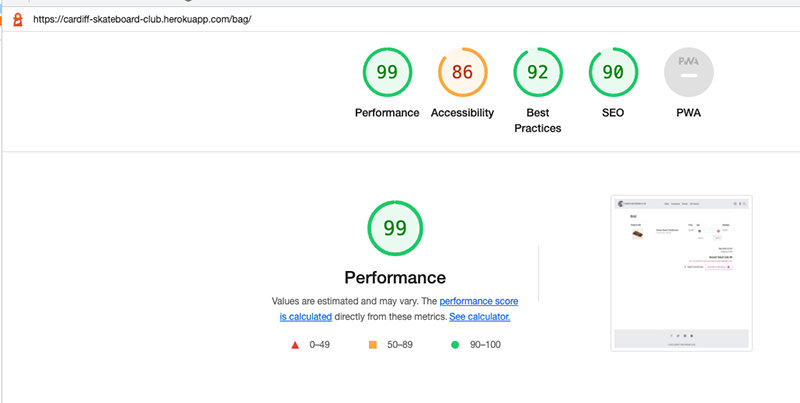 https://cardiff-skateboard-club.herokuapp.com/bag/
99
86
92
90
PWA
Performance
Accessibility
Best
Practices
SEO
PWA
99
Performance
Values are estimated and may vary. The performance score
is calculated directly from these metrics. See calculator.
0–49
50–89
90–100